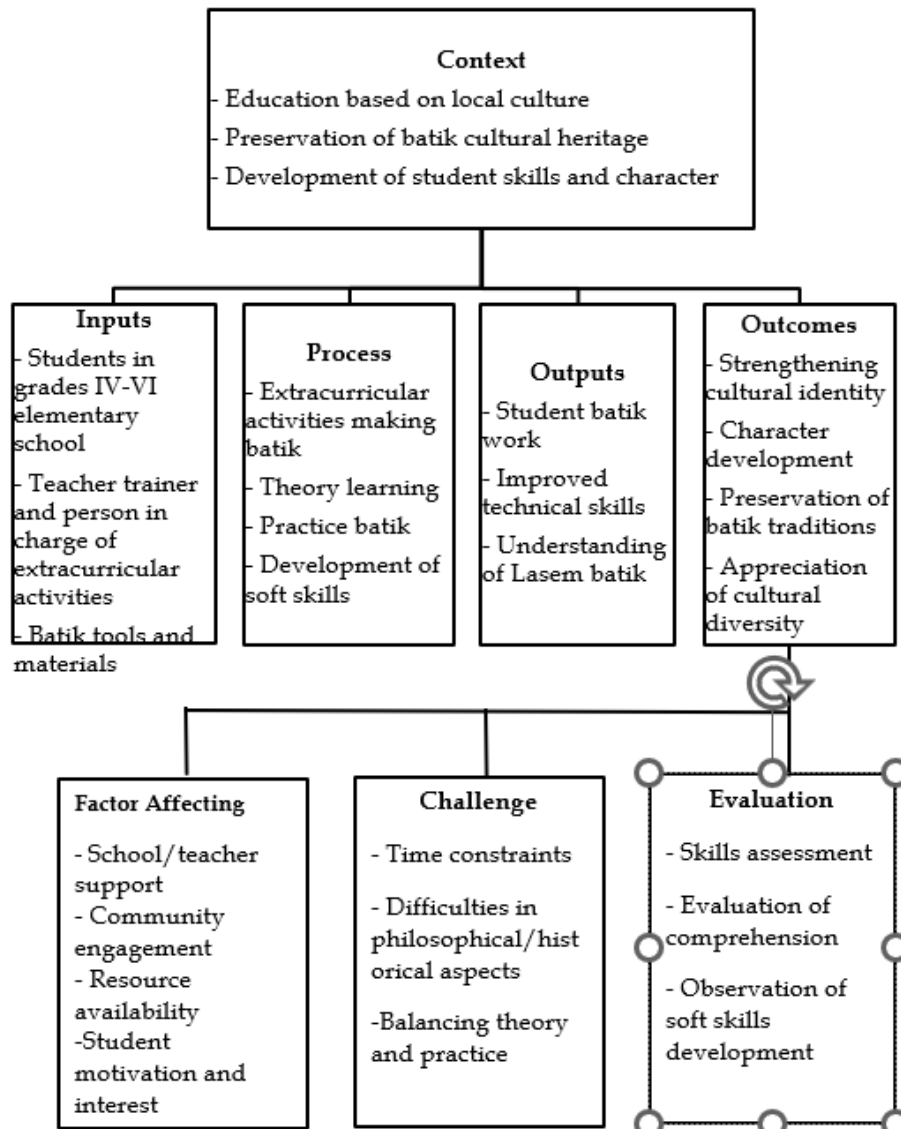 Context
- Education based on local culture
- Preservation of batik cultural heritage
- Development of student skills and character
Inputs
- Students in
grades IV-VI
elementary
school
- Teacher trainer
and person in
charge of
extracurricular
activities
- Batik tools and
materials
Process
- Extracurricular
activities making
batik
- Theory learning
- Practice batik
- Development of
soft skills
Outputs
- Student batik
work
- Improved
technical skills
- Understanding
of Lasem batik
Outcomes
- Strengthening
cultural identity
- Character
development
- Preservation of
batik traditions
- Appreciation
of cultural
diversity
Factor Affecting
- School/teacher
support
- Community
engagement
- Resource
availability
-Student
motivation and
interest
Challenge
- Time constraints
- Difficulties in
philosophical/hist
orical aspects
-Balancing theory
and practice
Evaluation
- Skills assessment
- Evaluation of
comprehension
- Observation of
soft skills
development